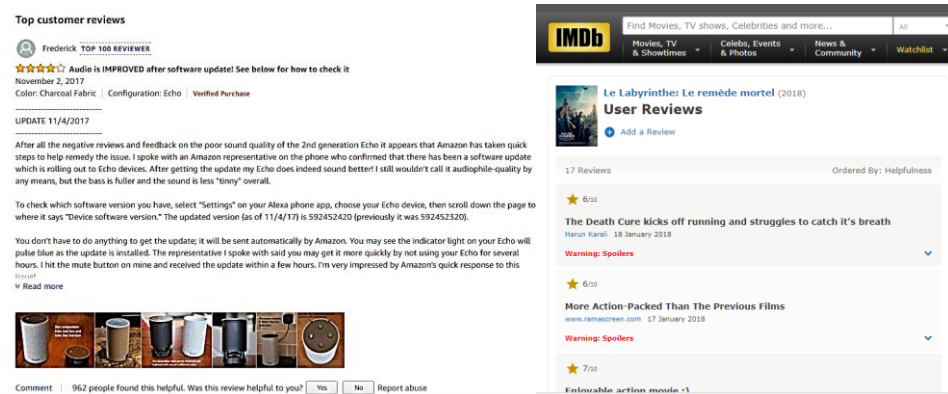 Top customer reviews
Frederick TOP 100 REVIEWER
Audio is IMPROVED after software update! See below for how to check it
November 2, 2017
Color: Charcoal Fabric | Configuration: Echo | Verified Purchase
----------------------------
UPDATE 11/4/2017
----------------------------
After all the negative reviews and feedback on the poor sound quality of the 2nd generation Echo it appears that Amazon has taken quick
steps to help remedy the issue. I spoke with an Amazon representative on the phone who confirmed that there has been a software update
which is rolling out to Echo devices. After getting the update my Echo does indeed sound better! I still wouldn't call it audiophile-quality by
any means, but the bass is fuller and the sound is less "tinny" overall.
To check which software version you have, select "Settings" on your Alexa phone app, choose your Echo device, then scroll down the page to
where it says "Device software version." The updated version (as of 11/4/17) is 592452420 (previously it was 592452320).
You don't have to do anything to get the update; it will be sent automatically by Amazon. You may see the indicator light on your Echo will
pulse blue as the update is installed. The representative I spoke with said you may get it more quickly by not using your Echo for several
hours. I hit the mute button on mine and received the update within a few hours. I'm very impressed by Amazon's quick response to this
issue!
Read more
Comment | 962 people found this helpful. Was this review helpful to you? Yes No Report abuse
IMDb
Find Movies, TV shows, Celebrities and more...
All
Movies, TV
& Showtimes
Celebs, Events
& Photos
News &
Community
Watchlist
Le Labyrinthe: Le remède mortel (2018)
User Reviews
Add a Review
17 Reviews
Ordered By: Helpfulness
6/10
The Death Cure kicks off running and struggles to catch it's breath
Harun Karali 18 January 2018
Warning: Spoilers
6/10
More Action-Packed Than The Previous Films
www.ramascreen.com 17 January 2018
Warning: Spoilers
7/10
Enjoyable action movie :)